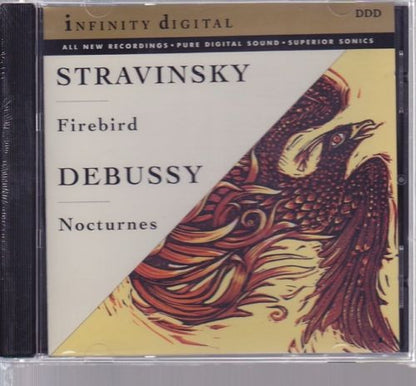 INFINITY DIGITAL
DDD
ALL NEW RECORDINGS • PURE DIGITAL SOUND • SUPERIOR SONICS
STRAVINSKY
Firebird
DEBUSSY
Nocturnes